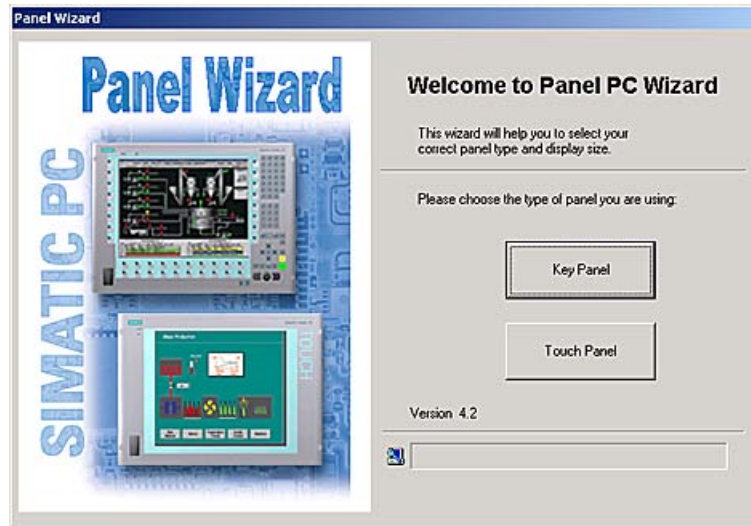 Panel Wizard
Panel Wizard
SIMATIC PC
TOUCH
Welcome to Panel PC Wizard
This wizard will help you to select your
correct panel type and display size.
Please choose the type of panel you are using:
Key Panel
Touch Panel
Version 4.2